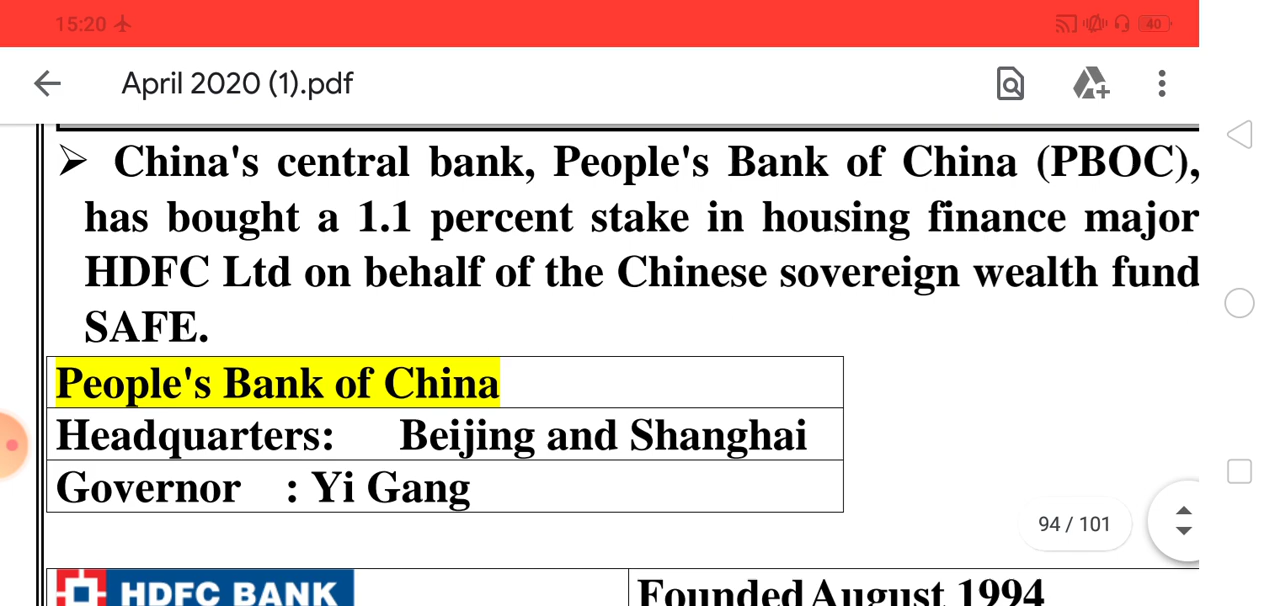 15:20
40
April 2020 (1).pdf
➤ China's central bank, People's Bank of China (PBOC),
has bought a 1.1 percent stake in housing finance major
HDFC Ltd on behalf of the Chinese sovereign wealth fund
SAFE.
People's Bank of China
Headquarters: Beijing and Shanghai
Governor : Yi Gang
94 / 101
HDFC BANK
Founded August 1994